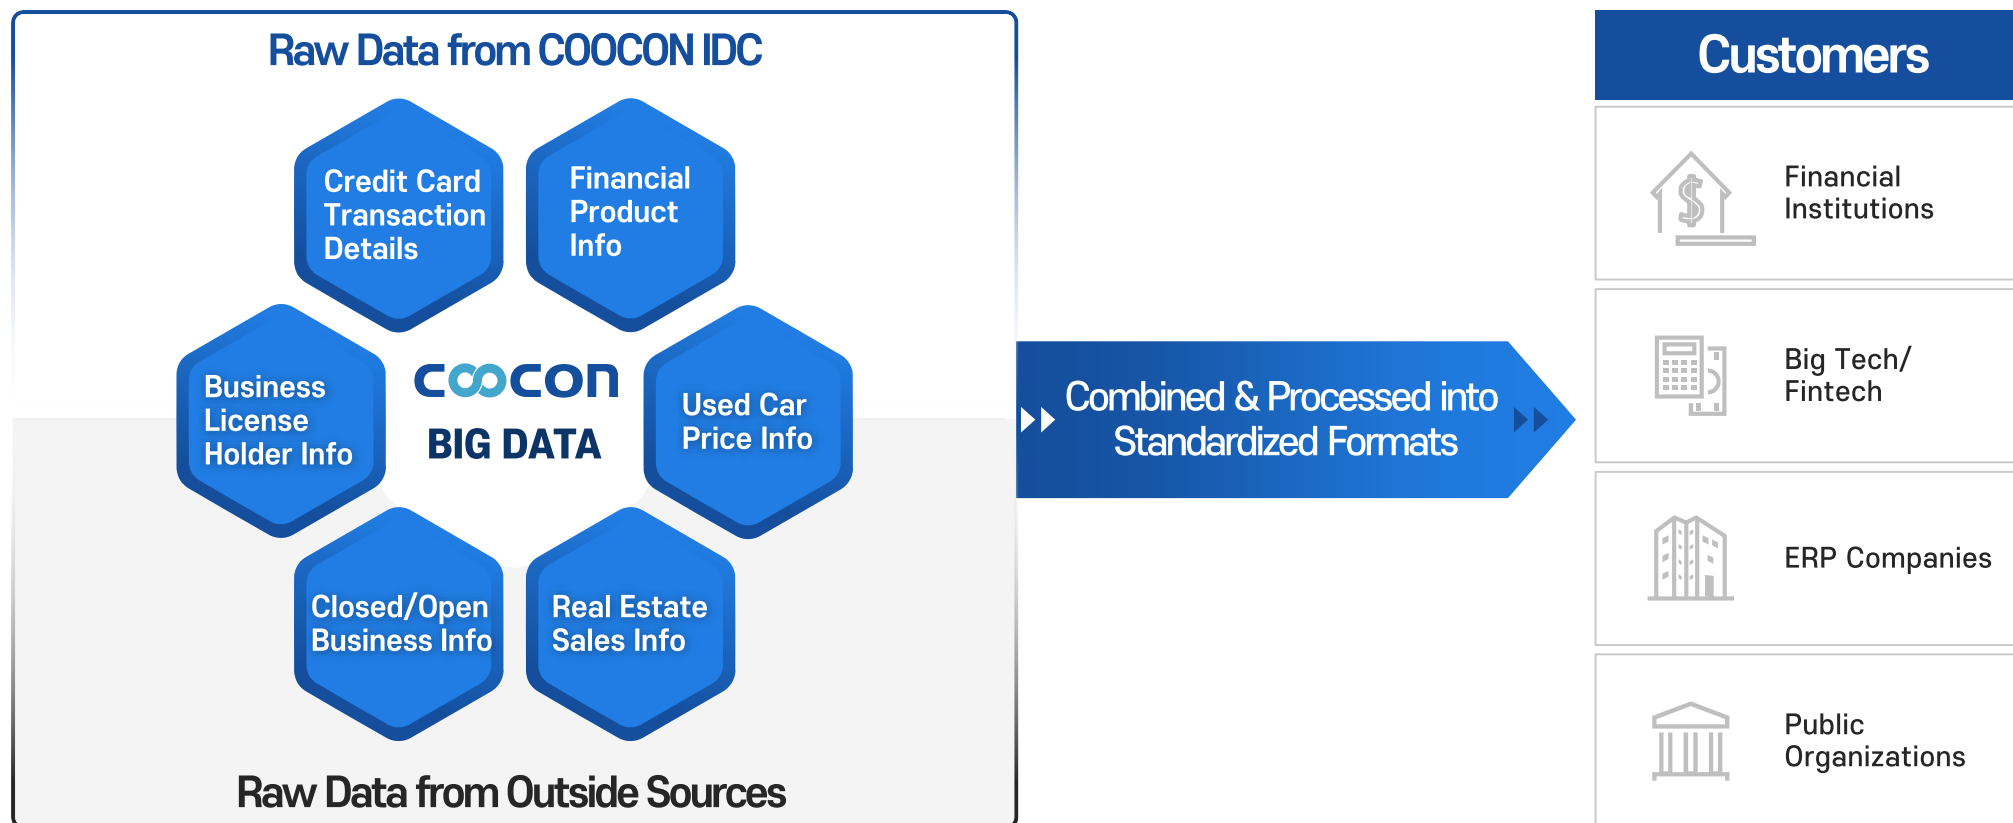 Raw Data from COOCON IDC
Credit Card
Transaction
Details
Financial
Product
Info
Business
License
Holder Info
coocon
BIG DATA
Used Car
Price Info
Closed/Open
Business Info
Real Estate
Sales Info
Raw Data from Outside Sources
Combined & Processed into
Standardized Formats
Customers
$
Financial
Institutions
Big Tech/
Fintech
ERP Companies
Public
Organizations